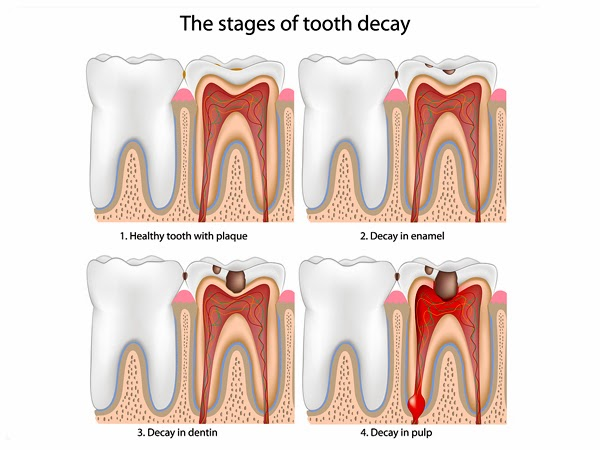 The stages of tooth decay
1. Healthy tooth with plaque
2. Decay in enamel
3. Decay in dentin
4. Decay in pulp